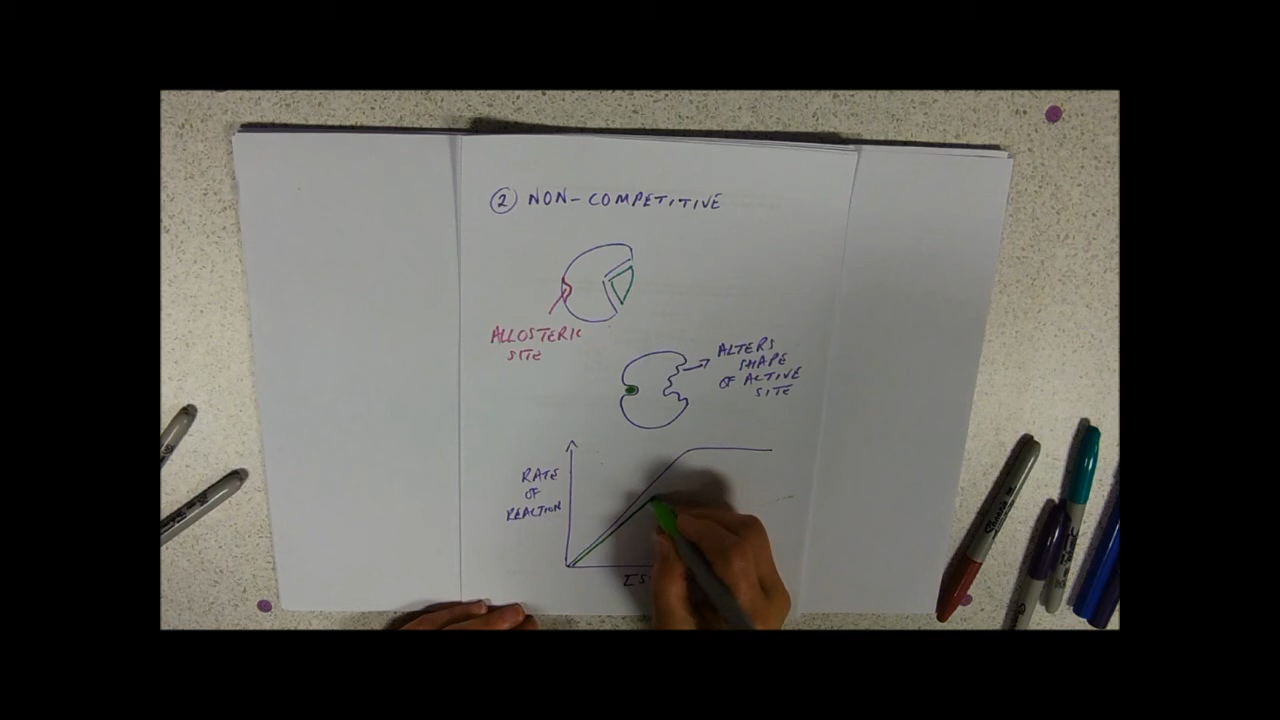 ② NON-COMPETITIVE
ALLOSTERIC
SITE
ALTERS
SHAPE
OF ACTIVE
SITE
RATE
OF
REACTION
[S